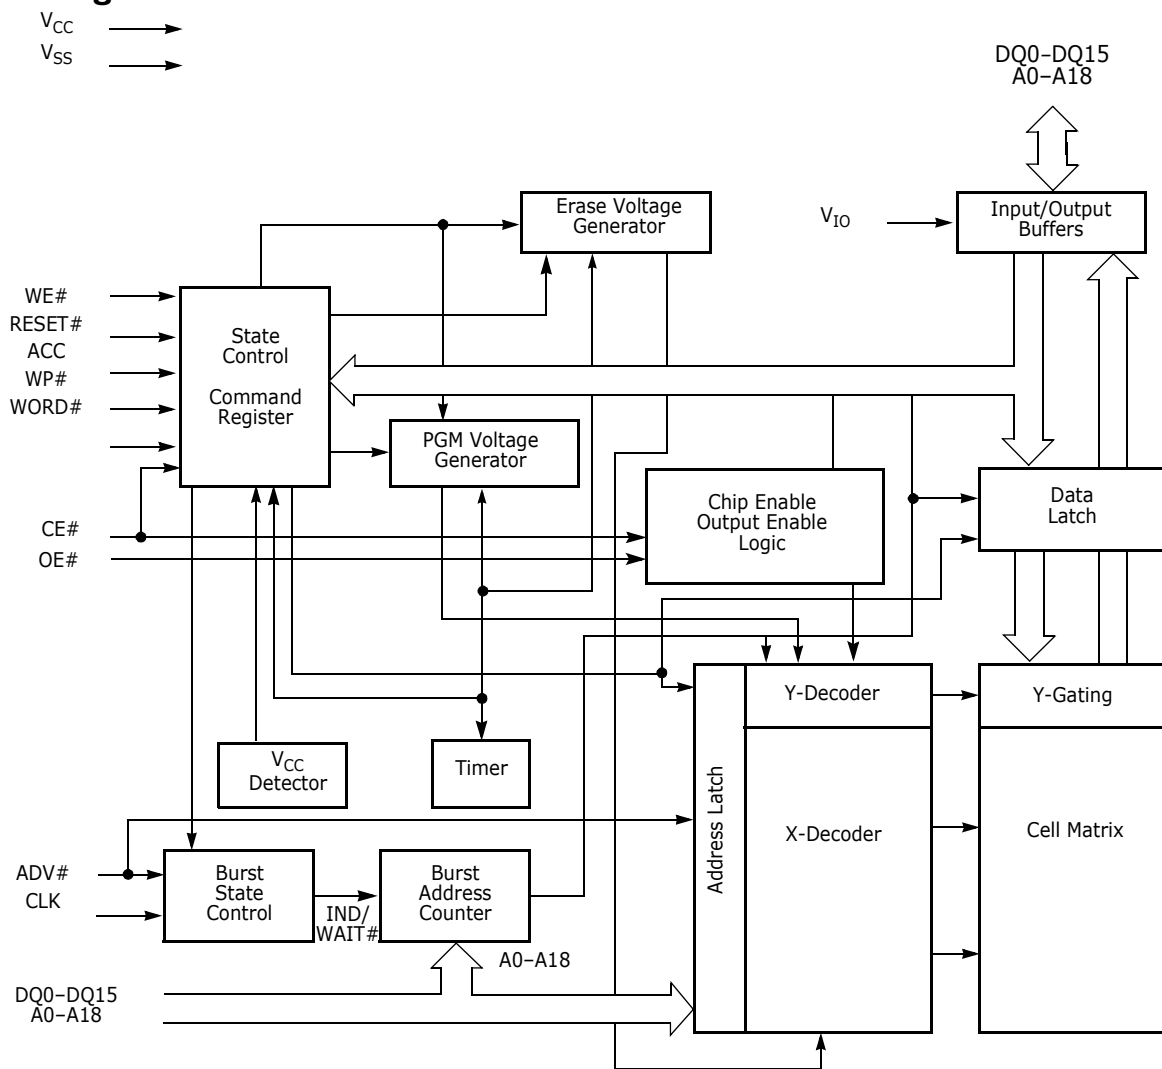 V_CC
V_SS
DQ0–DQ15
A0–A18
Erase Voltage
Generator
V_IO
Input/Output
Buffers
WE#
RESET#
ACC
WP#
WORD#
State
Control
Command
Register
PGM Voltage
Generator
Chip Enable
Output Enable
Logic
Data
Latch
CE#
OE#
Y-Decoder
Y-Gating
V_CC
Detector
Timer
Address Latch
X-Decoder
Cell Matrix
ADV#
CLK
Burst
State
Control
IND/
WAIT#
Burst
Address
Counter
A0–A18
DQ0–DQ15
A0–A18